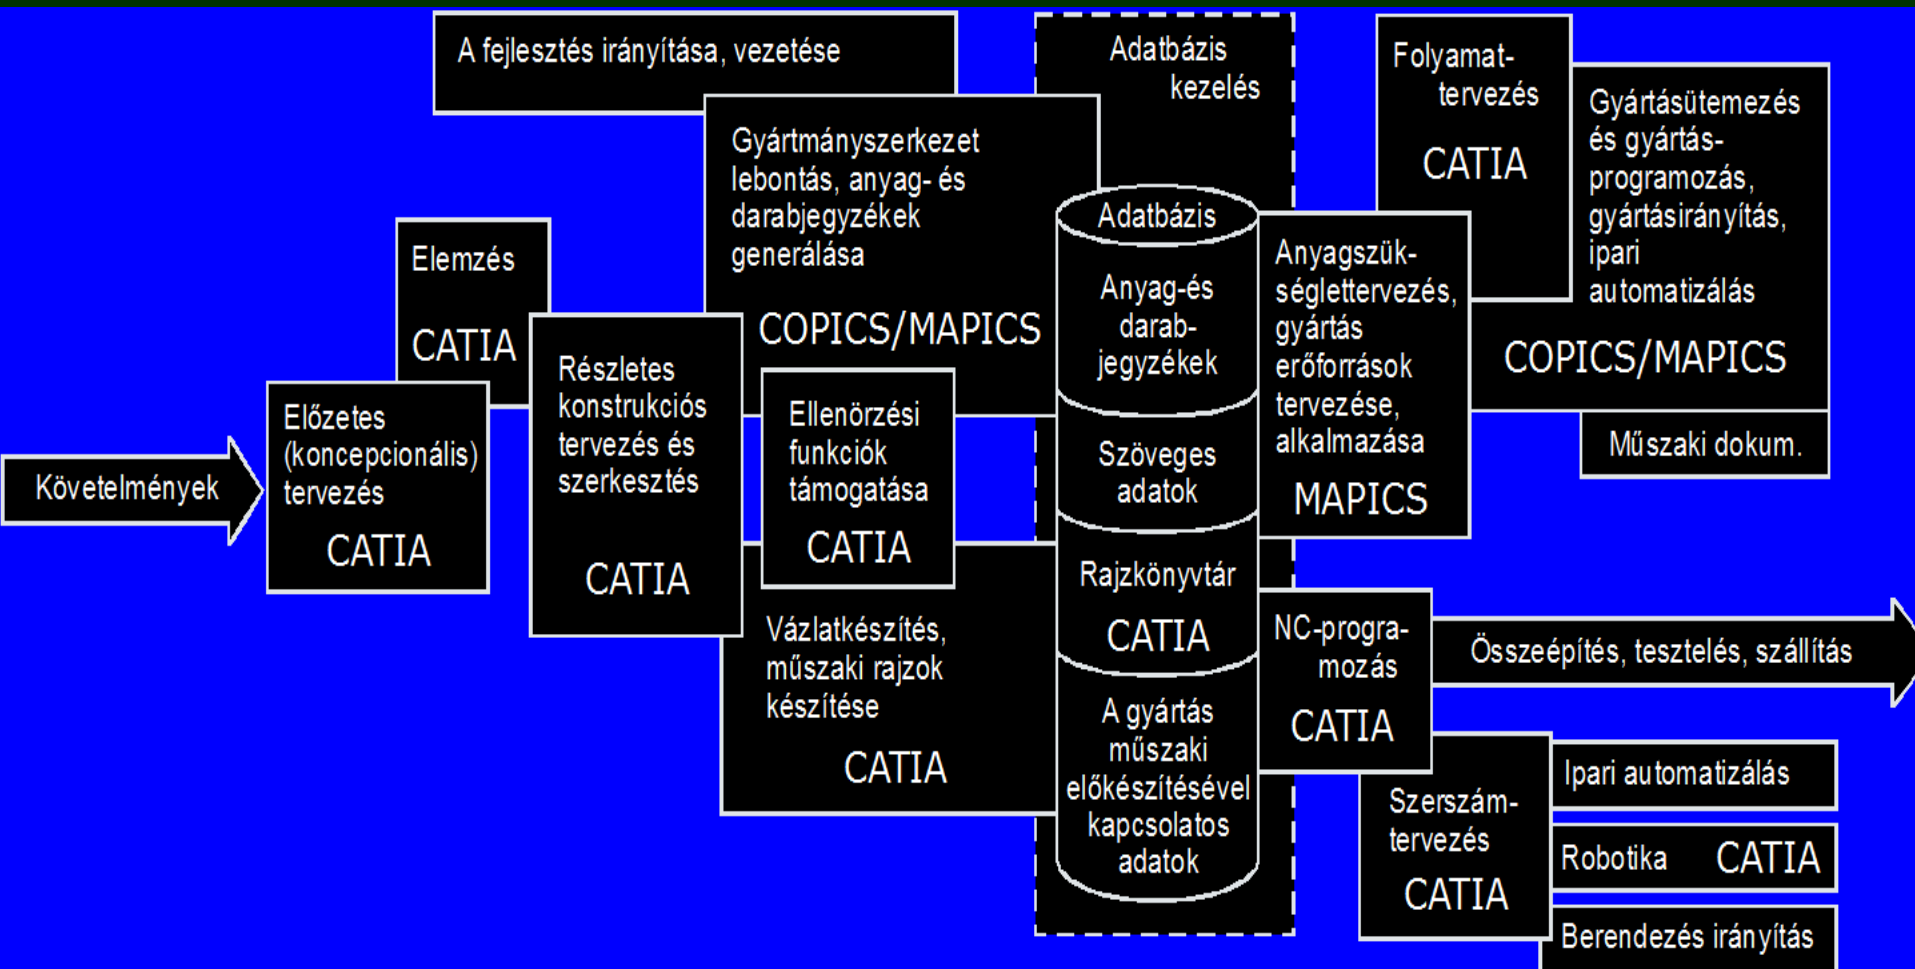 A fejlesztés irányítása, vezetése
Adatbázis
kezelés
Folyamat-
tervezés
CATIA
Gyártásütemezés
és gyártás-
programozás,
gyártásirányítás,
ipari
automatizálás
COPICS/MAPICS
Műszaki dokum.
Gyártmányszerkezet
lebontás, anyag- és
darabjegyzékek
generálása
COPICS/MAPICS
Elemzés
CATIA
Követelmények
Előzetes
(koncepcionális)
tervezés
CATIA
Részletes
konstrukciós
tervezés és
szerkesztés
CATIA
Ellenörzési
funkciók
támogatása
CATIA
Vázlatkészítés,
műszaki rajzok
készítése
CATIA
Adatbázis
Anyag-és
darab-
jegyzékek
Szöveges
adatok
Rajzkönyvtár
CATIA
A gyártás
műszaki
előkészítésével
kapcsolatos
adatok
Anyagszük-
séglettervezés,
gyártás
erőforrások
tervezése,
alkalmazása
MAPICS
NC-progra-
mozás
CATIA
Összeépítés, tesztelés, szállítás
Szerszám-
tervezés
CATIA
Ipari automatizálás
Robotika CATIA
Berendezés irányítás